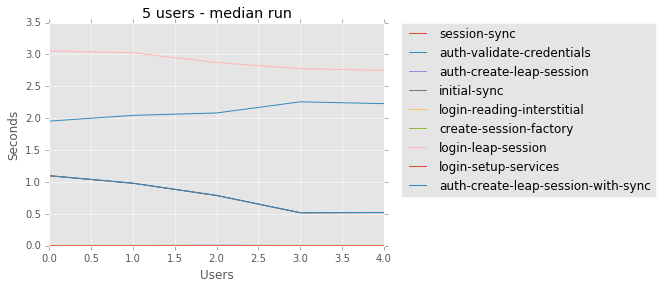 5 users - median run
3.5
3.0
2.5
2.0
1.5
1.0
0.5
0.0
Seconds
0.0 0.5 1.0 1.5 2.0 2.5 3.0 3.5 4.0
Users
session-sync
auth-validate-credentials
auth-create-leap-session
initial-sync
login-reading-interstitial
create-session-factory
login-leap-session
login-setup-services
auth-create-leap-session-with-sync